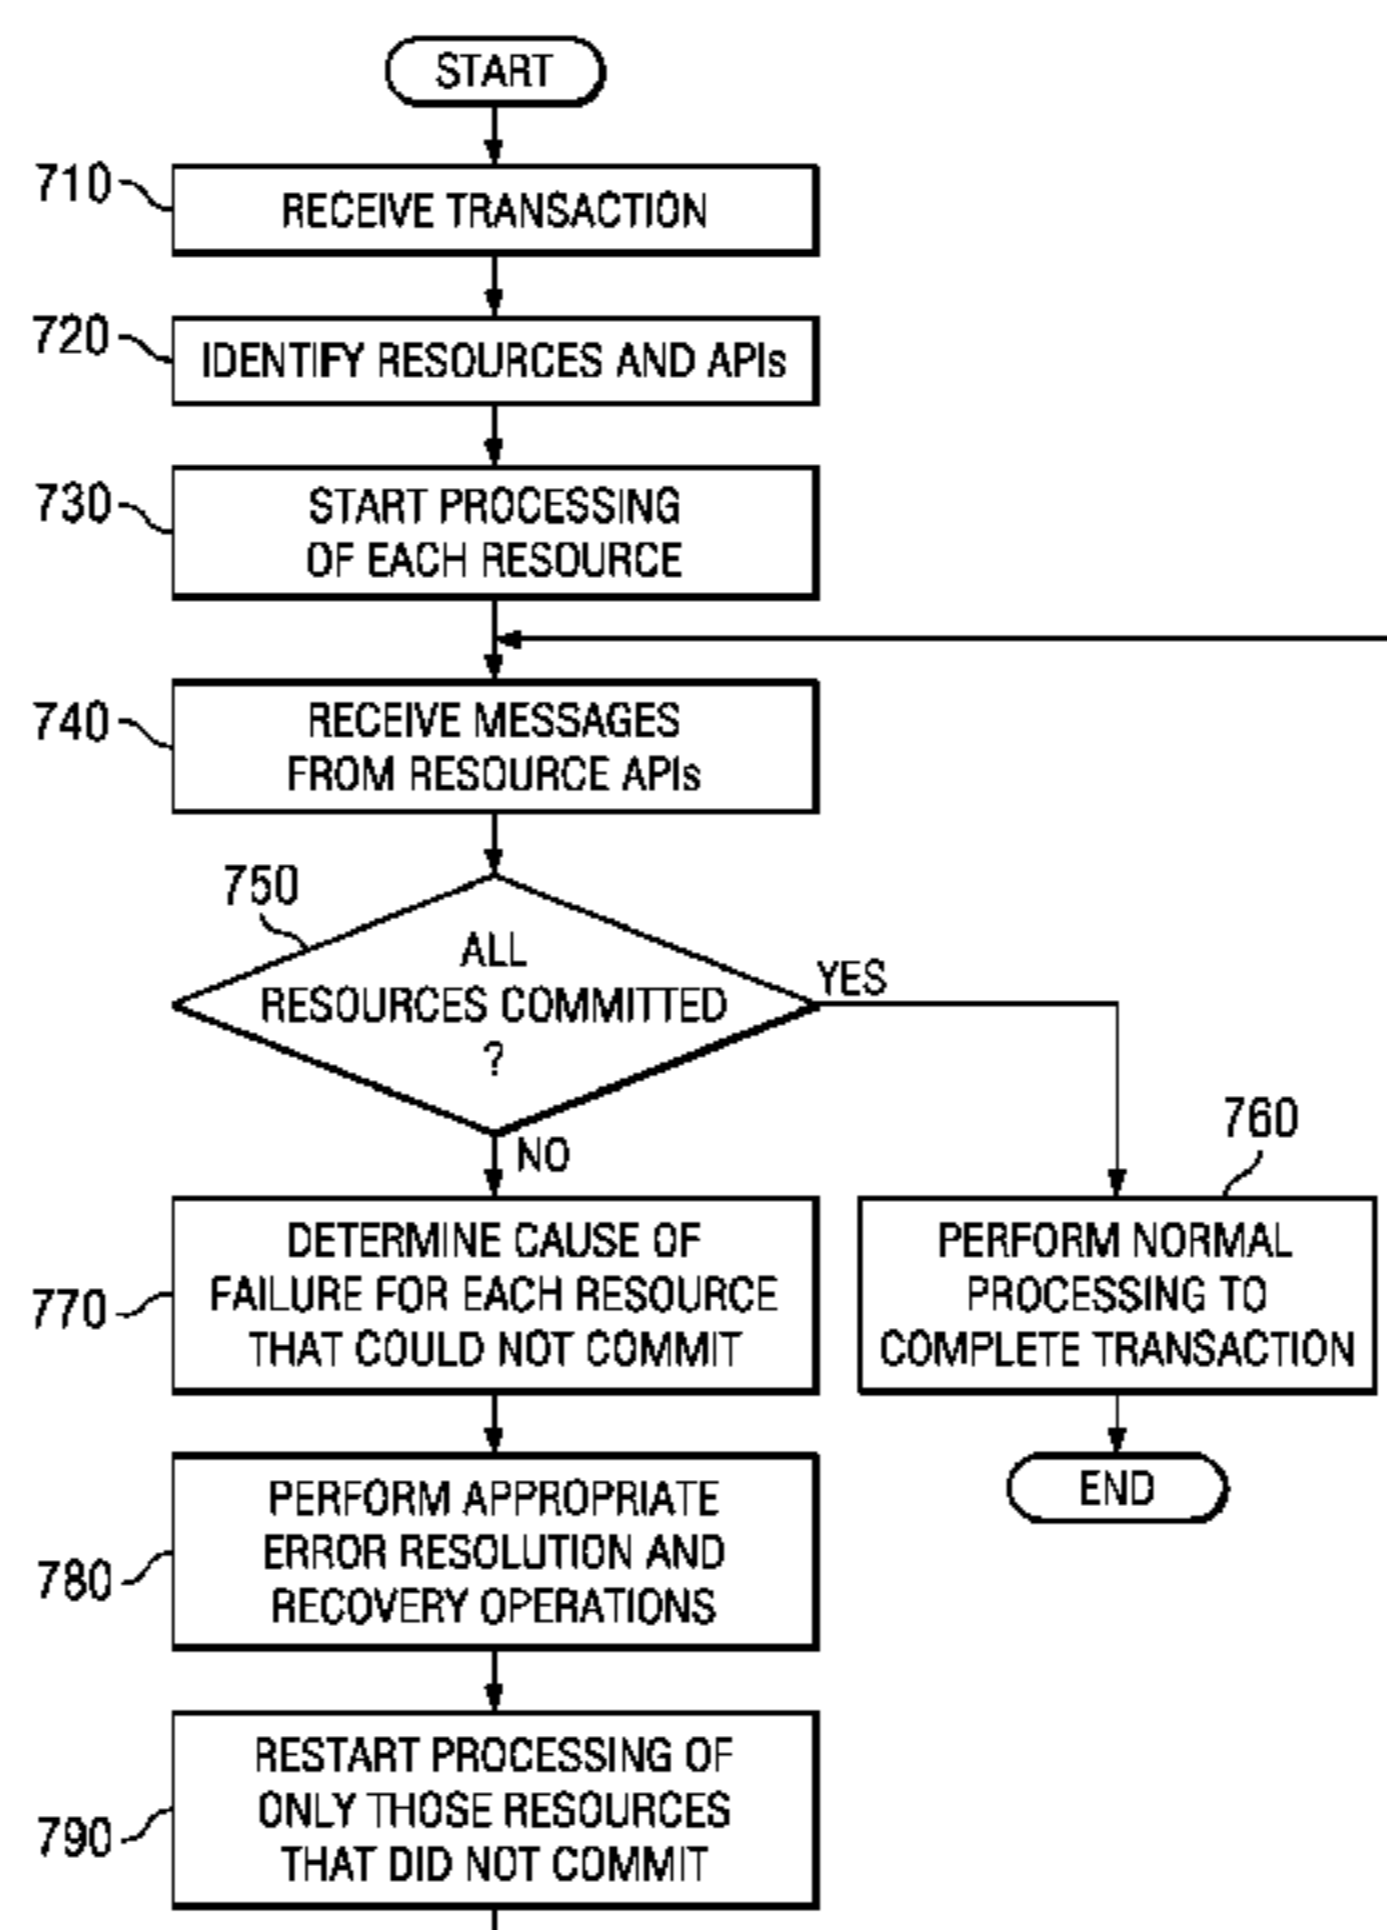 START
710
RECEIVE TRANSACTION
720
IDENTIFY RESOURCES AND APIs
730
START PROCESSING
OF EACH RESOURCE
740
RECEIVE MESSAGES
FROM RESOURCE APIs
750
ALL
RESOURCES COMMITTED
?
YES
NO
760
PERFORM NORMAL
PROCESSING TO
COMPLETE TRANSACTION
END
770
DETERMINE CAUSE OF
FAILURE FOR EACH RESOURCE
THAT COULD NOT COMMIT
780
PERFORM APPROPRIATE
ERROR RESOLUTION AND
RECOVERY OPERATIONS
790
RESTART PROCESSING OF
ONLY THOSE RESOURCES
THAT DID NOT COMMIT